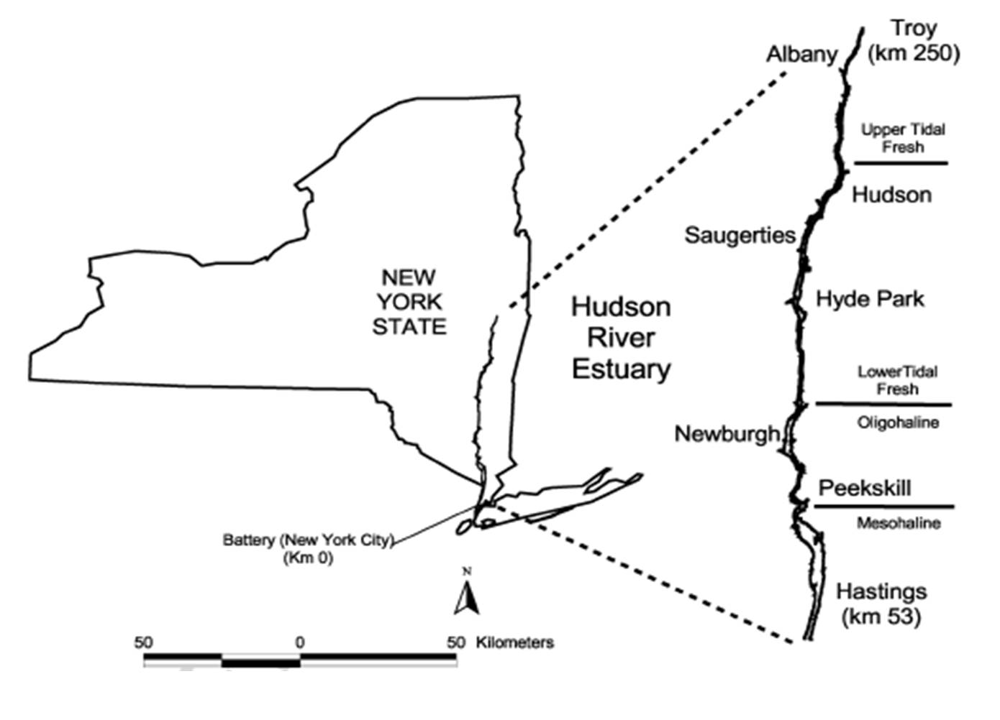 Troy
(km 250)
Albany
Upper Tidal
Fresh
Hudson
Saugerties
NEW
YORK
STATE
Hudson
River
Estuary
Hyde Park
LowerTidal
Fresh
Oligohaline
Newburgh
Peekskill
Mesohaline
Battery (New York City)
(Km 0)
N
Hastings
(km 53)
50 0 50 Kilometers